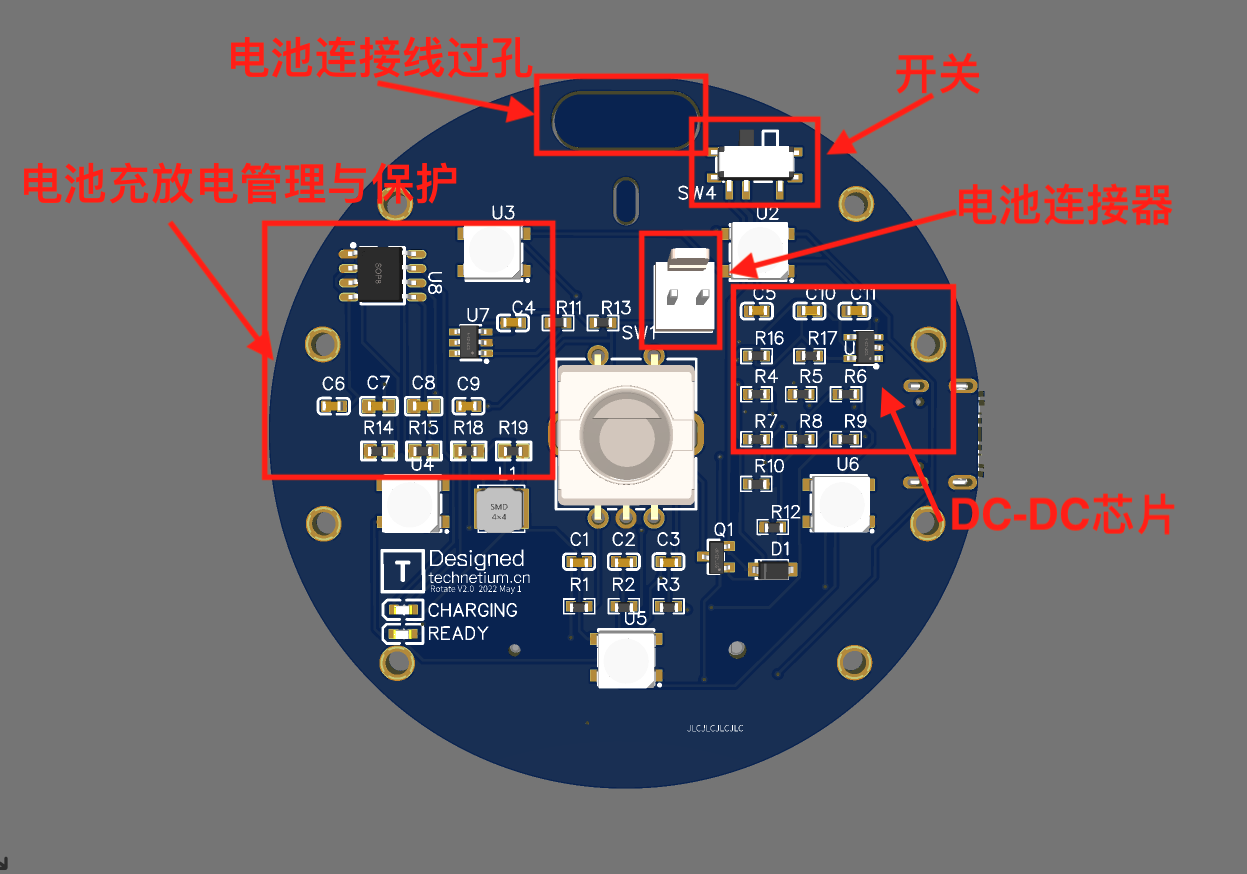 电池连接线过孔
开关
电池充放电管理与保护
SW4
电池连接器
U3
U2
SOP8
U8
C5 C10 C11
U7
C4
R11 R13
SW1
R16 R17
U
C6 C7 C8 C9
R4 R5 R6
R14 R15 R18 R19
R7 R8 R9
U4
L1
R10
U6
SMD
4x4
R12
DC-DC芯片
Q1
D1
C1 C2 C3
T
Designed
technetium.cn
Rotate V2.0 2022 May 1
R1 R2 R3
CHARGING
READY
U5
JLCJLCJLCJLC